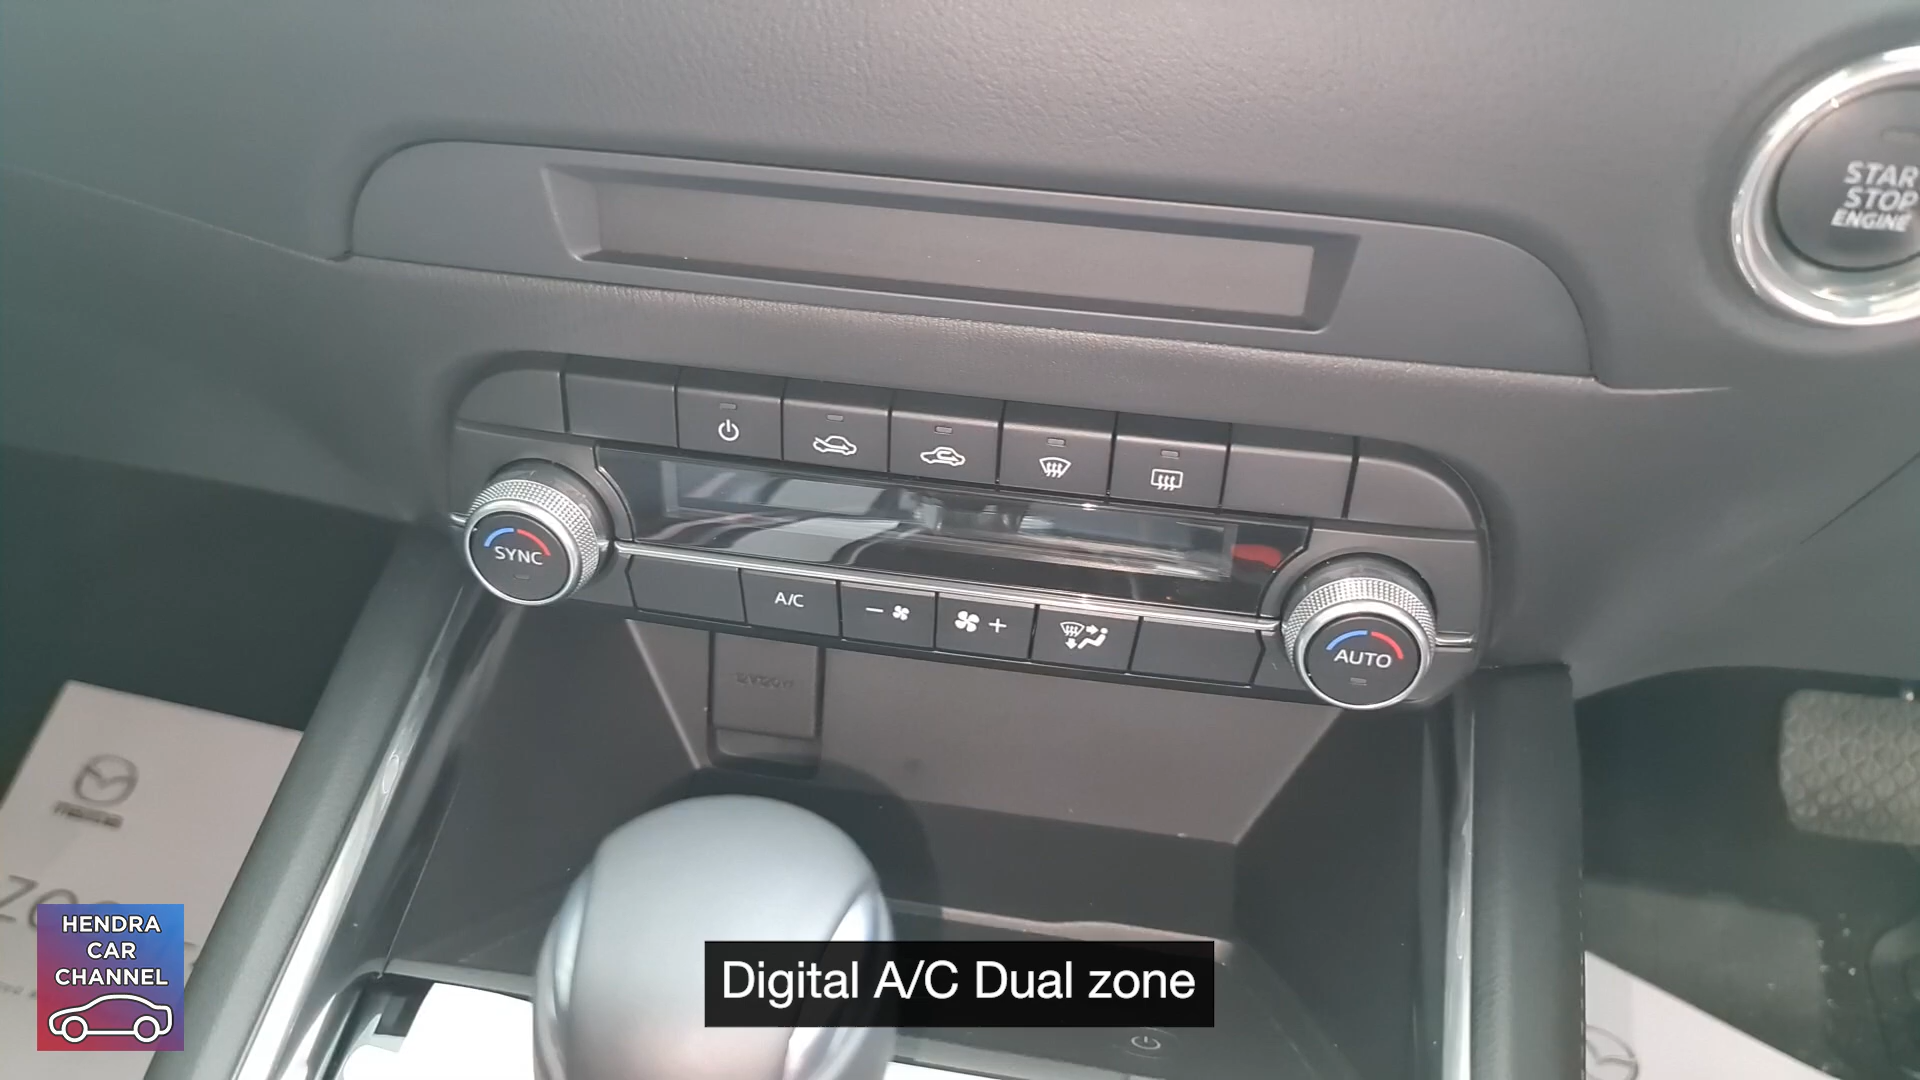 STAR
STOP
ENGINE
SYNC
A/C
AUTO
HENDRA
CAR
CHANNEL
Digital A/C Dual zone